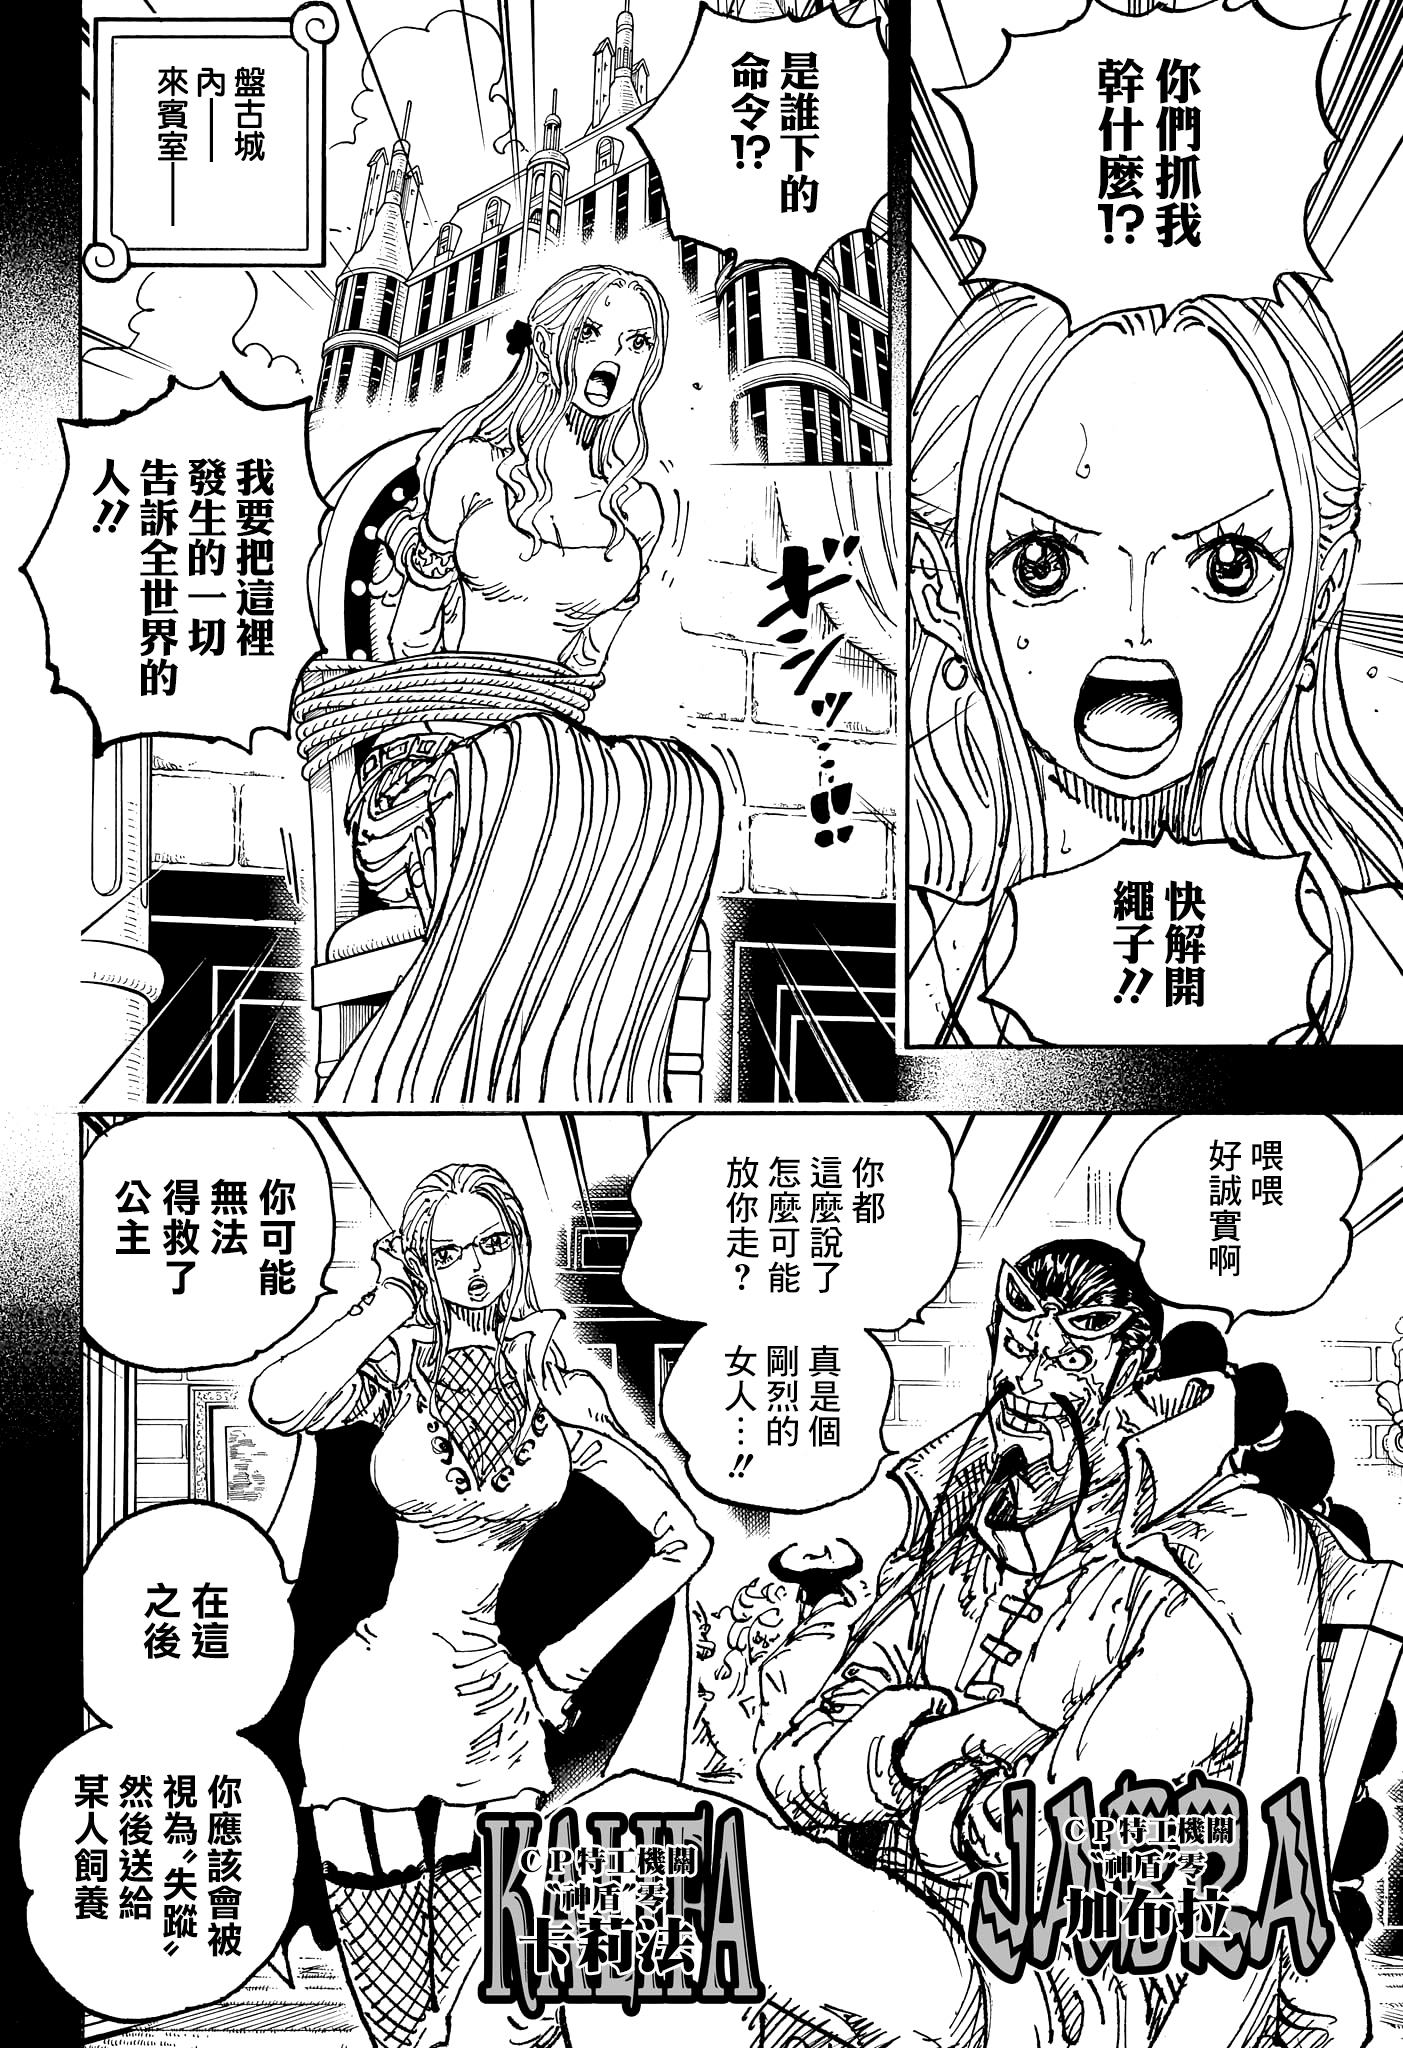 你們抓我
幹什麼!?
是誰下的
命令!?
盤古城
內——
來賓室——
快解開
繩子!!
我要把這裡
發生的一切
告訴全世界的
人!!
ギシッ…!!
喂喂
好誠實啊
你都
這麼說了
怎麼可能
放你走?
真是個
剛烈的
女人…!!
JABRA
CP特工機關
〝神盾〞零
加布拉
你可能
無法
得救了
公主
KALIFA
CP特工機關
〝神盾〞零
卡莉法
在這
之後
你應該會被
視為〝失蹤〞
然後送給
某人飼養